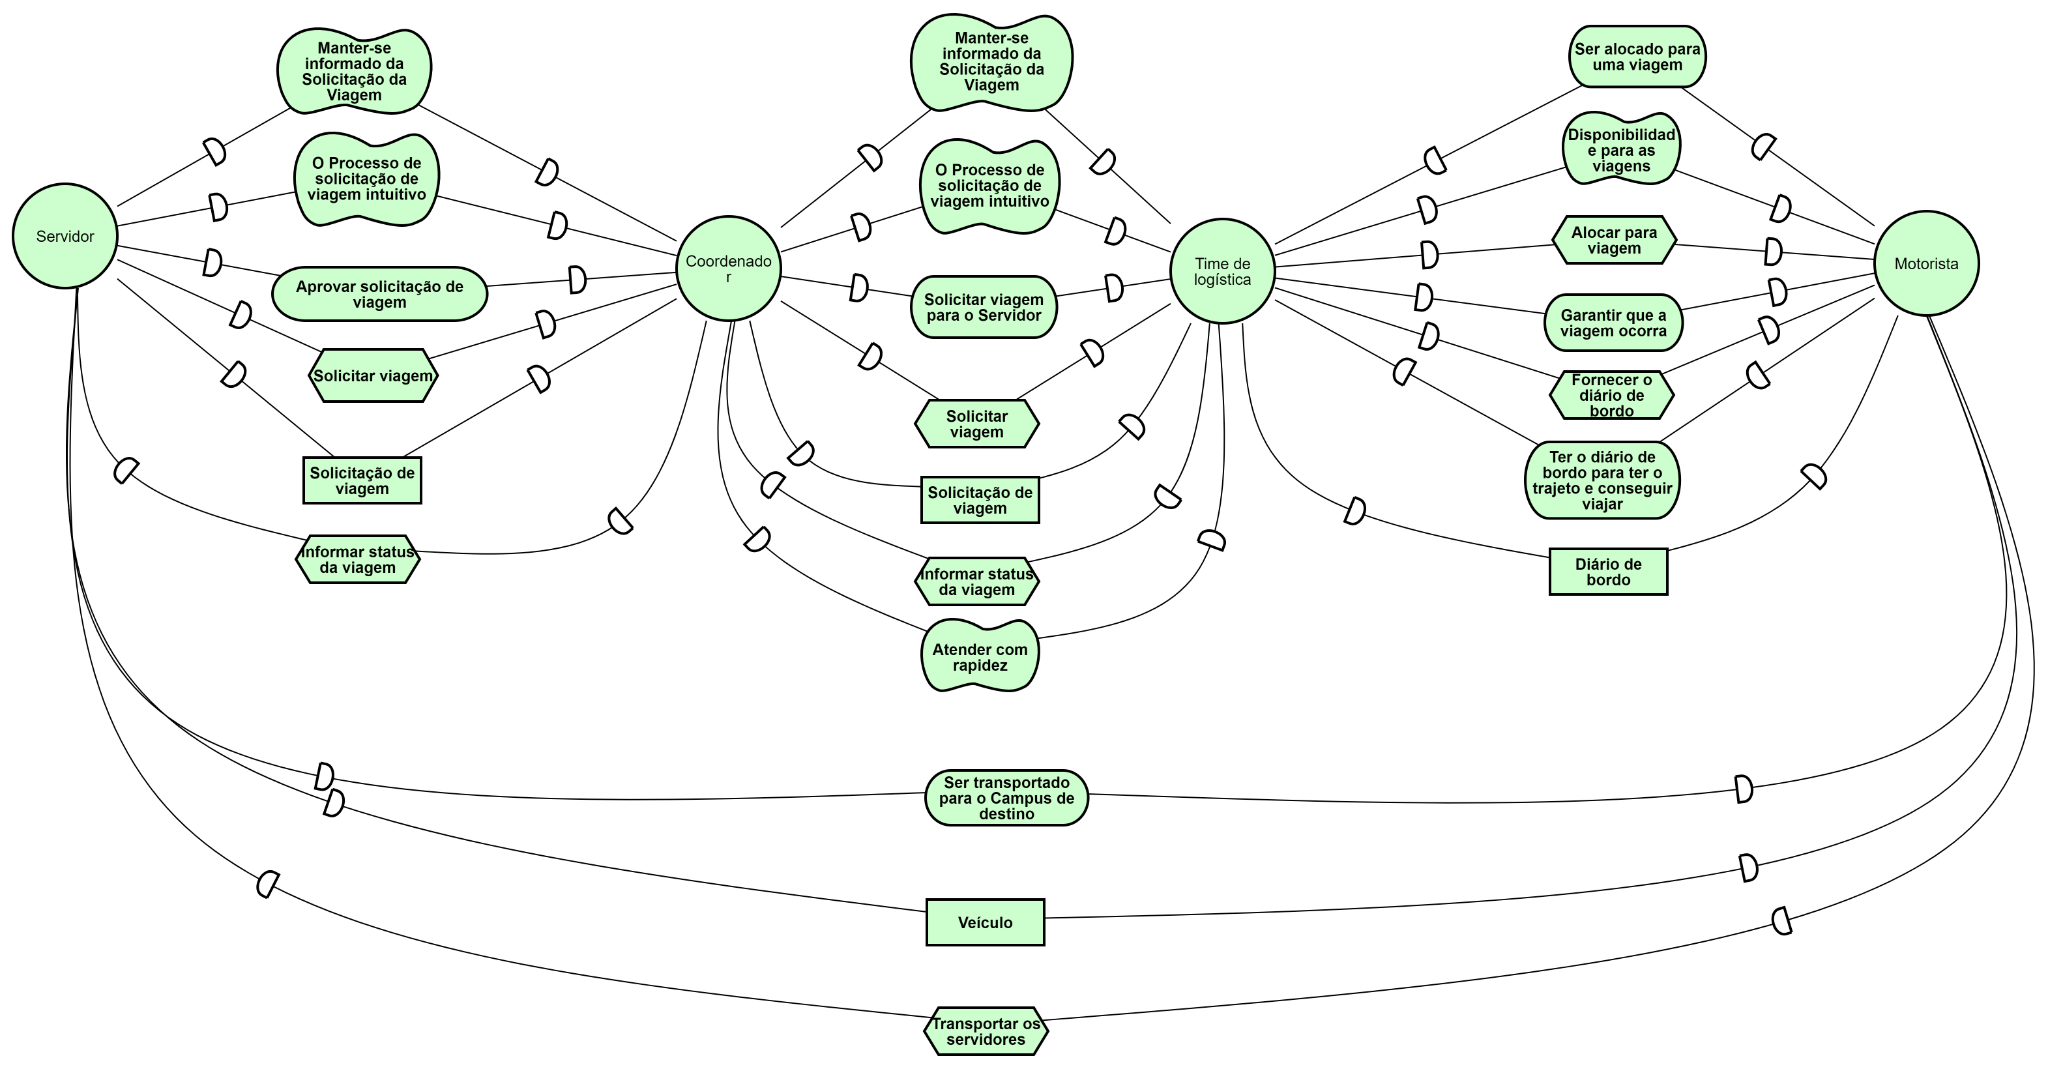 Servidor
Manter-se
informado da
Solicitação da
Viagem
O Processo de
solicitação de
viagem intuitivo
Aprovar solicitação de
viagem
Solicitar viagem
Solicitação de
viagem
Informar status
da viagem
Coordenado
r
Manter-se
informado da
Solicitação da
Viagem
O Processo de
solicitação de
viagem intuitivo
Solicitar viagem
para o Servidor
Solicitar
viagem
Solicitação de
viagem
Informar status
da viagem
Atender com
rapidez
Time de
logística
Ser alocado para
uma viagem
Disponibilidad
e para as
viagens
Alocar para
viagem
Garantir que a
viagem ocorra
Fornecer o
diário de
bordo
Ter o diário de
bordo para ter o
trajeto e conseguir
viajar
Diário de
bordo
Motorista
Ser transportado
para o Campus de
destino
Veículo
Transportar os
servidores